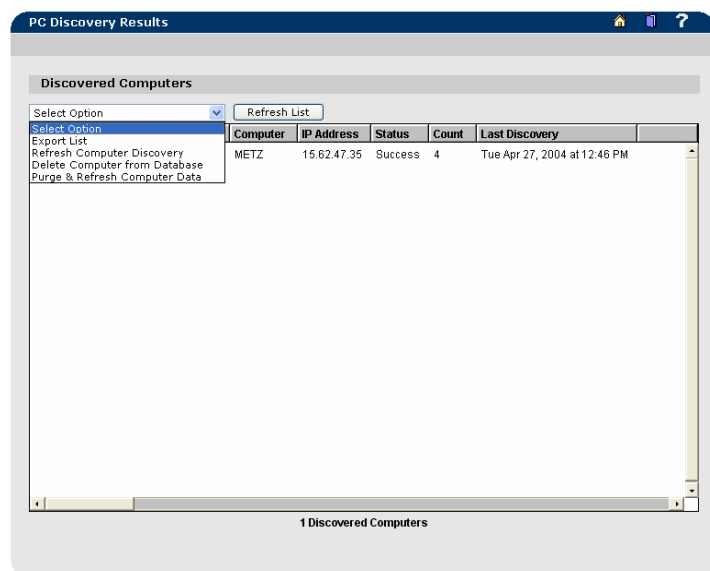 PC Discovery Results ?
Discovered Computers
Select Option Refresh List
Select Option
Export List
Refresh Computer Discovery
Delete Computer from Database
Purge & Refresh Computer Data
Computer IP Address Status Count Last Discovery
METZ 15.62.47.35 Success 4 Tue Apr 27, 2004 at 12:46 PM
1 Discovered Computers